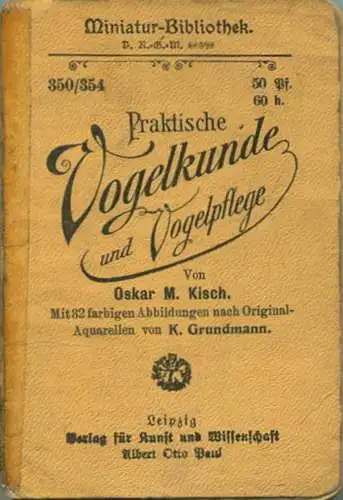 Miniatur-Bibliothek.
D. R.-G.-M.
350/354
50 Pf.
60 h.
Praktische
Vogelkunde
und Vogelpflege
Von
Oskar M. Kisch.
Mit 32 farbigen Abbildungen nach Original-
Aquarellen von K. Grundmann.
Leipzig
Verlag für Kunst und Wissenschaft
Albert Otto Paul